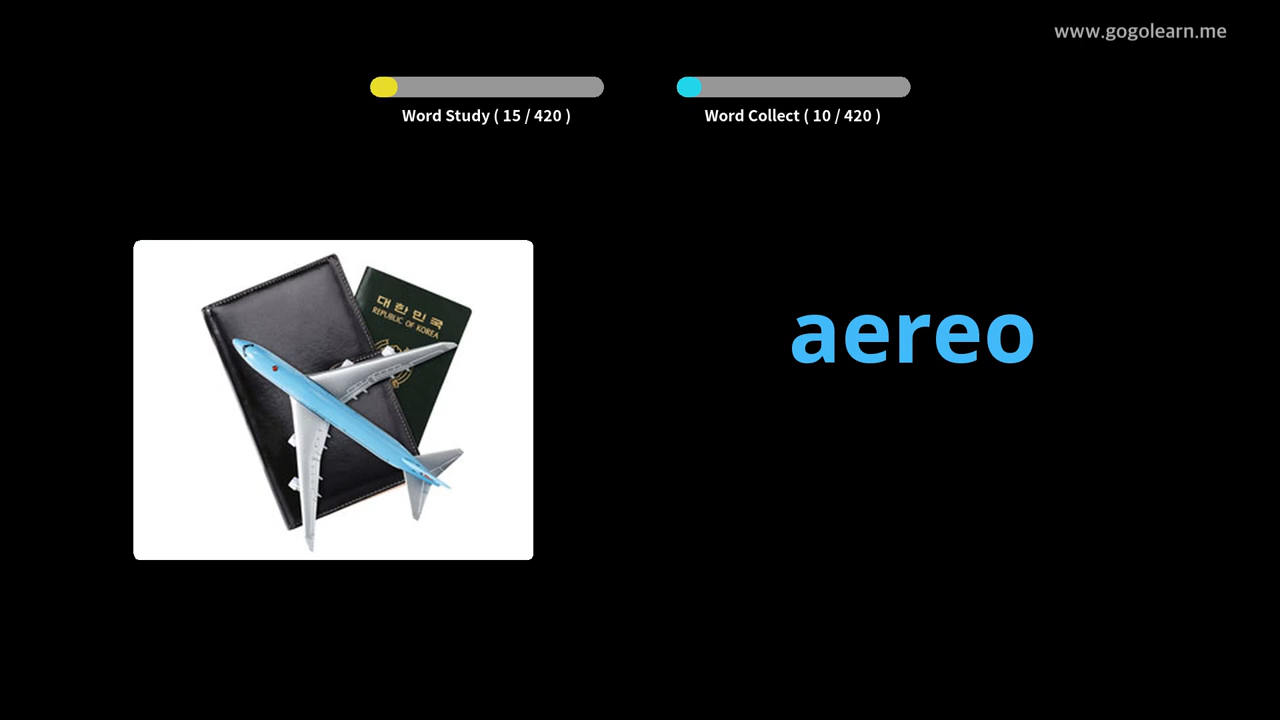 www.gogolearn.me
Word Study ( 15 / 420 )
Word Collect ( 10 / 420 )
대한민국
REPUBLIC OF KOREA
aereo